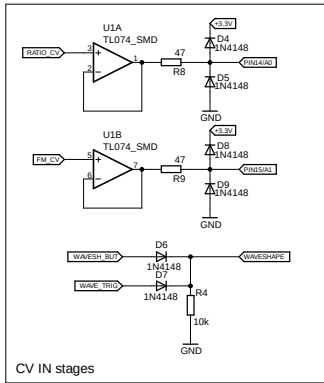 +3.3V
U1A
TL074_SMD
D4
1N4148
RATIO_CV
3
+
2
-
1
47
R8
PIN14/A0
D5
1N4148
GND
+3.3V
U1B
TL074_SMD
D8
1N4148
FM_CV
5
+
6
-
7
47
R9
PIN15/A1
D9
1N4148
GND
D6
WAVESH_BUT
WAVESHAPE
1N4148
D7
WAVE_TRIG
1N4148
R4
10k
GND
CV IN stages